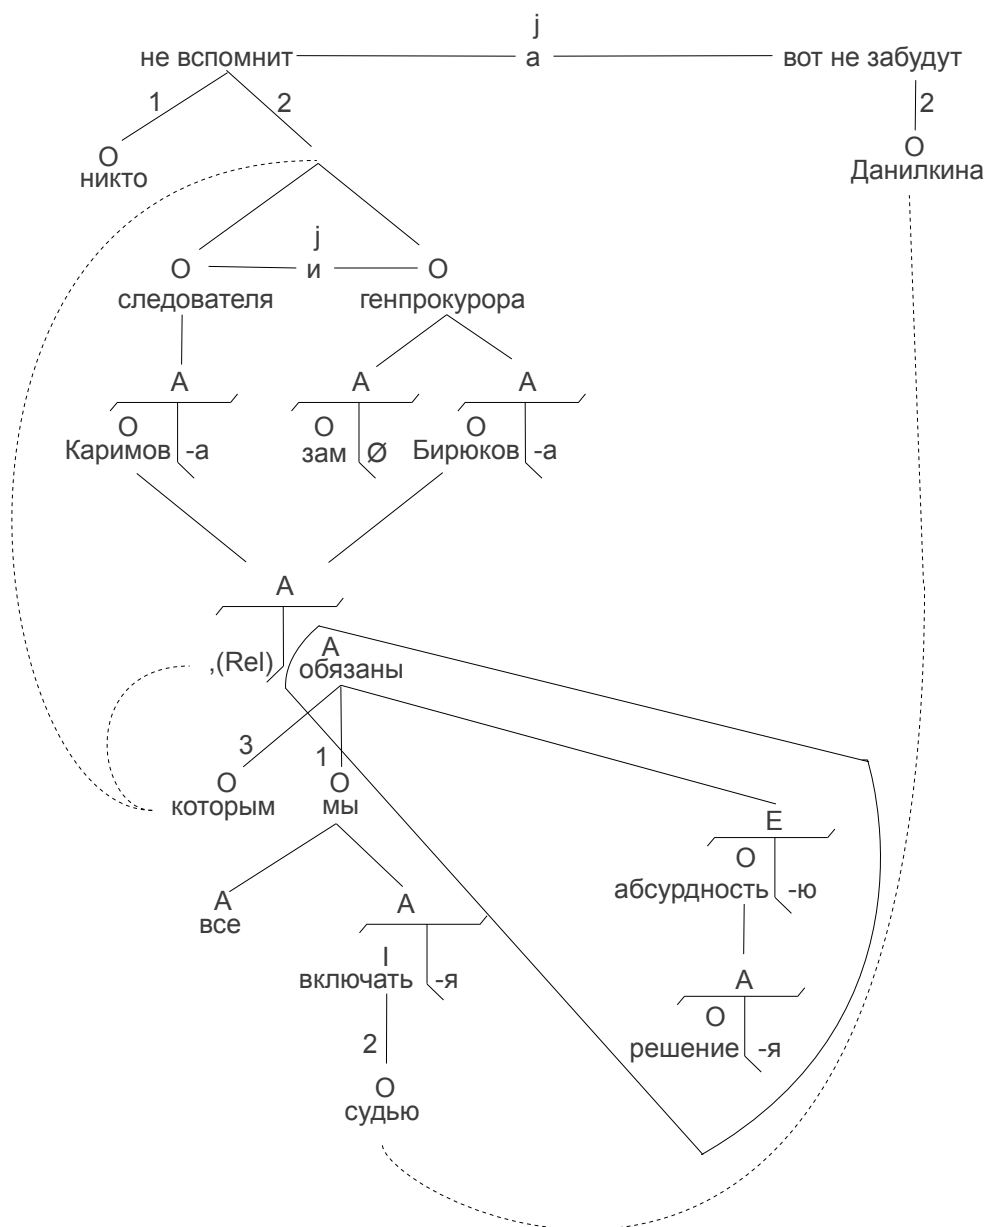 j
не вспомнит а вот не забудут
1 2 2
О О
никто Данилкина
j
О и О
следователя генпрокурора
А А А
О О О
Каримов -а зам Ø Бирюков -а
А
,(Rel) А
обязаны
3 1
О О
которым мы
Е
О
абсурдность -ю
А А
все
I
включать -я
А
О
решение -я
2
О
судью